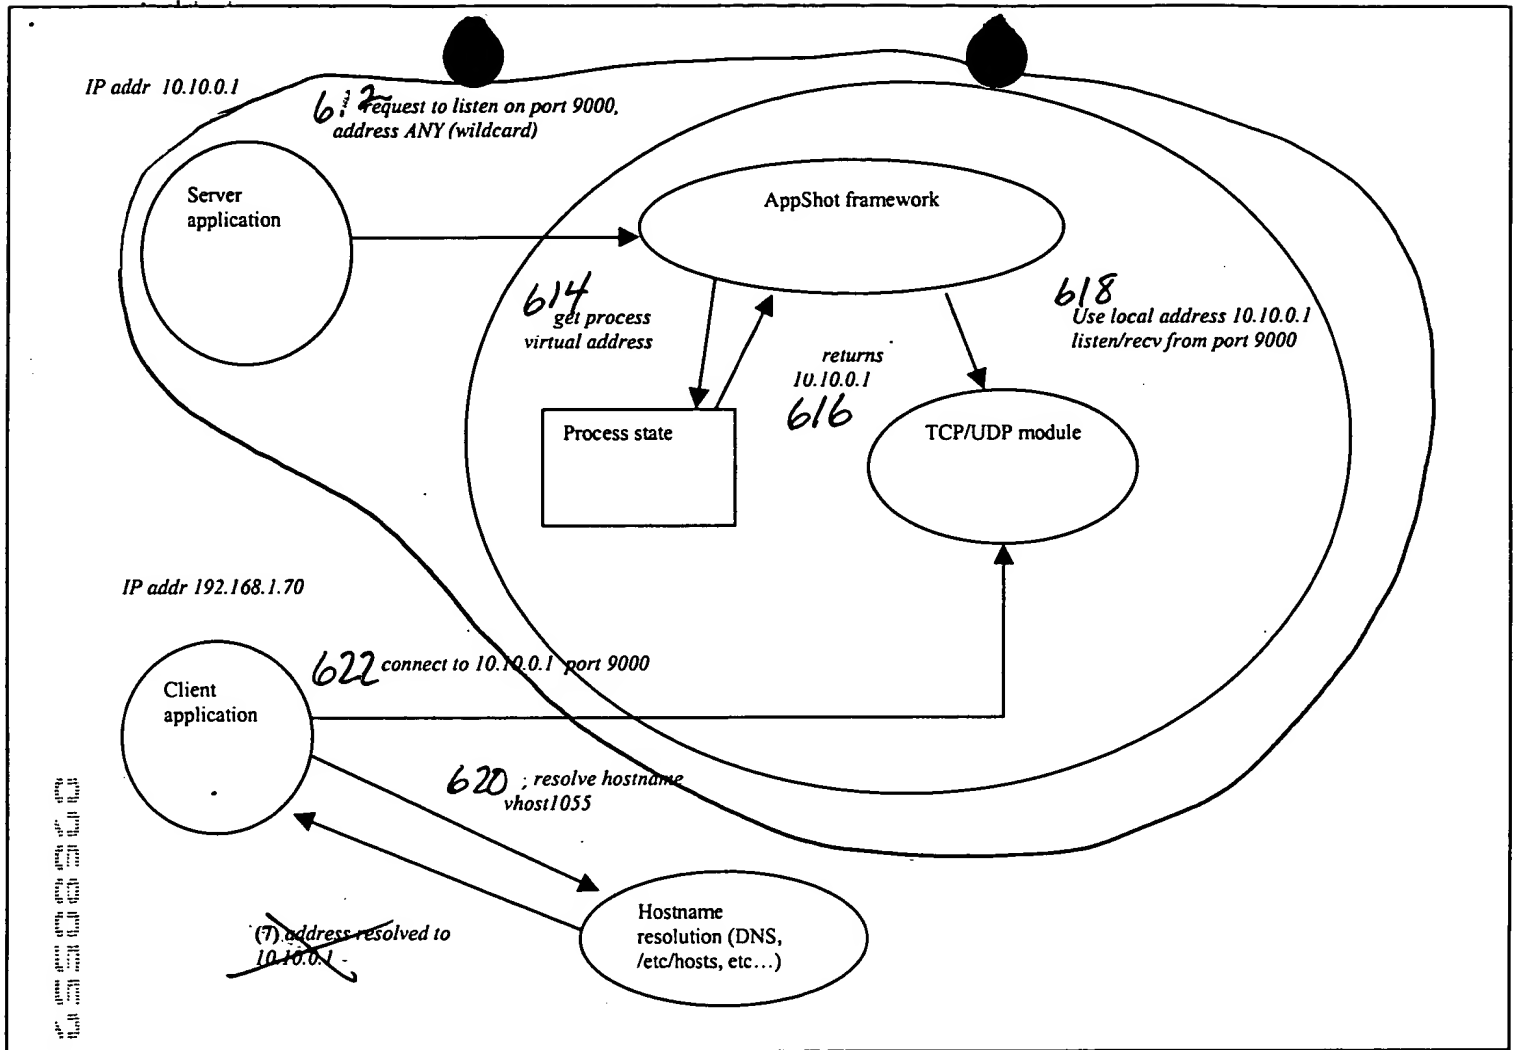 IP addr 10.10.0.1
612 request to listen on port 9000,
address ANY (wildcard)
Server
application
AppShot framework
614
get process
virtual address
618
Use local address 10.10.0.1
listen/recv from port 9000
returns
10.10.0.1
616
Process state
TCP/UDP module
IP addr 192.168.1.70
622 connect to 10.10.0.1 port 9000
Client
application
620 ; resolve hostname
vhost1055
(7) address resolved to
10.10.0.1
Hostname
resolution (DNS,
/etc/hosts, etc...)